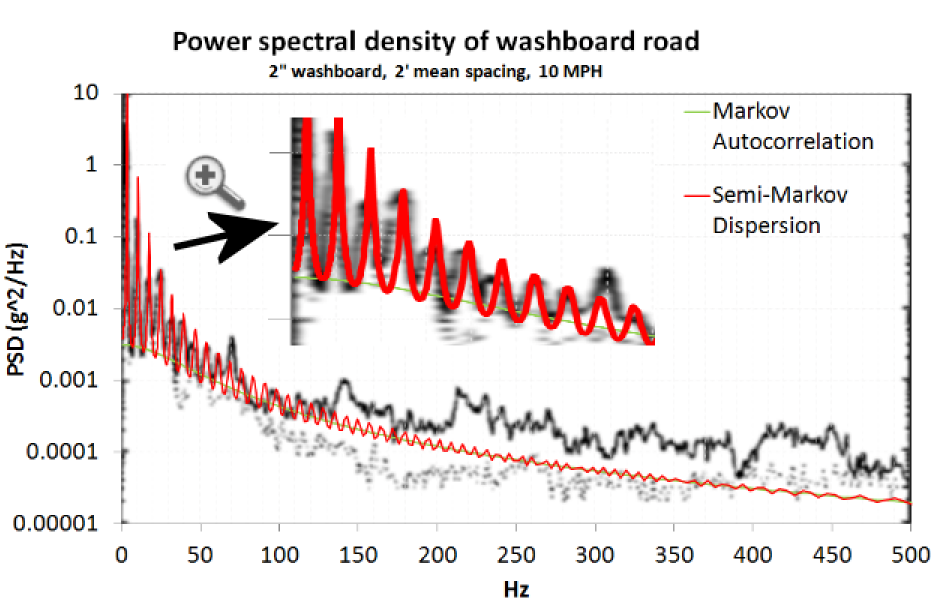 Power spectral density of washboard road
2" washboard, 2' mean spacing, 10 MPH
10
1
0.1
0.01
0.001
0.0001
0.00001
PSD (g^2/Hz)
Markov
Autocorrelation
Semi-Markov
Dispersion
0 50 100 150 200 250 300 350 400 450 500
Hz